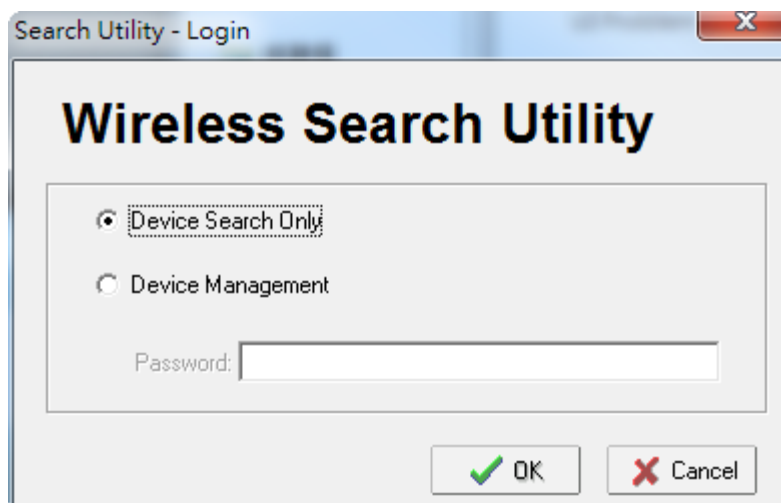 Search Utility - Login
Wireless Search Utility
Device Search Only
Device Management
Password:
OK
Cancel